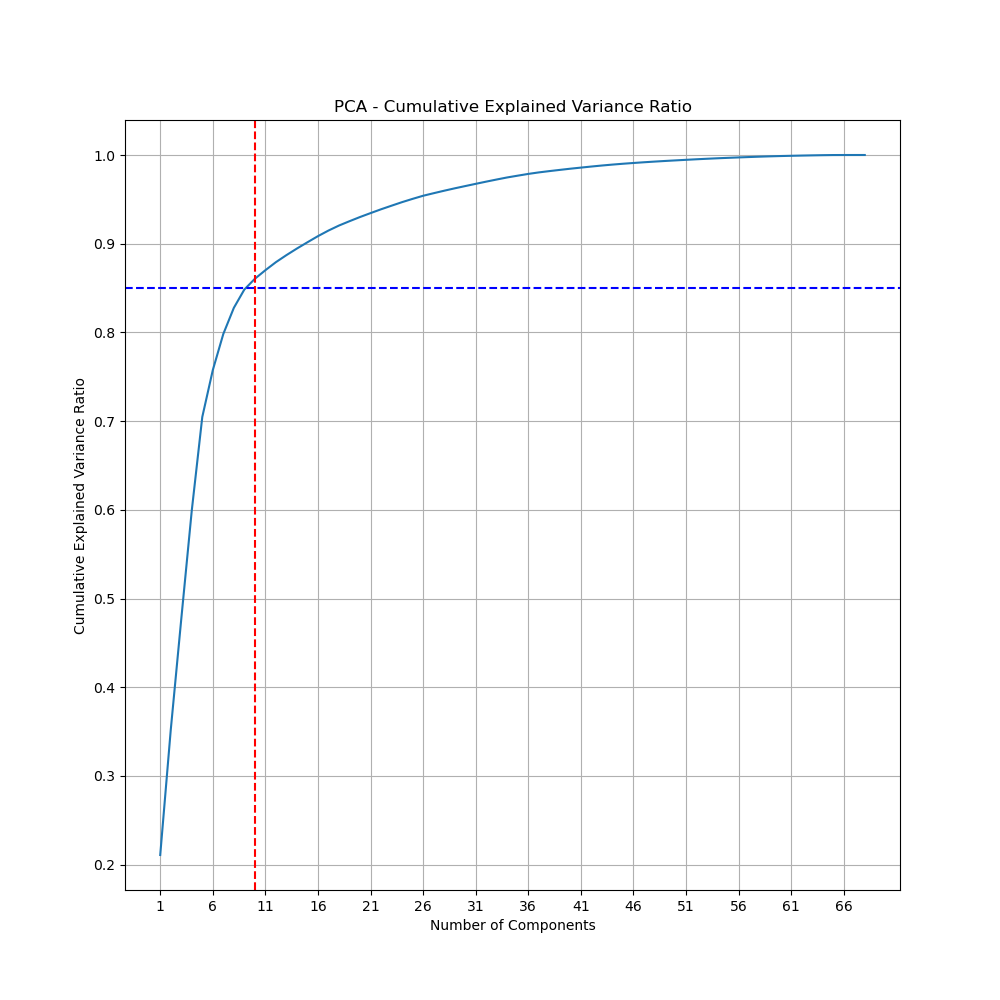 PCA - Cumulative Explained Variance Ratio
1.0
0.9
0.8
0.7
0.6
0.5
0.4
0.3
0.2
Cumulative Explained Variance Ratio
1 6 11 16 21 26 31 36 41 46 51 56 61 66
Number of Components